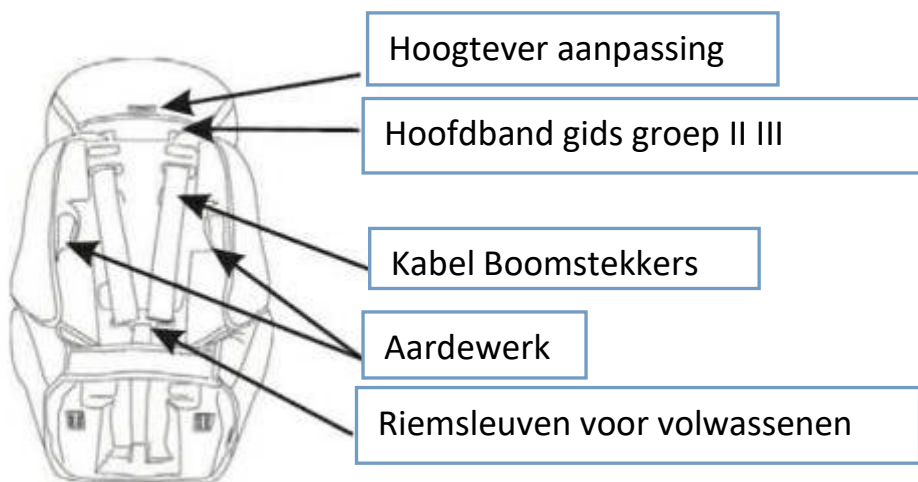 Hoogtever aanpassing
Hoofdband gids groep II III
Kabel Boomstekkers
Aardewerk
Riemsleuven voor volwassenen